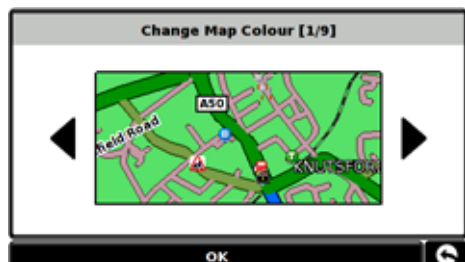 Change Map Colour [1/9]
A50
field Road
KNUTSFOR
OK